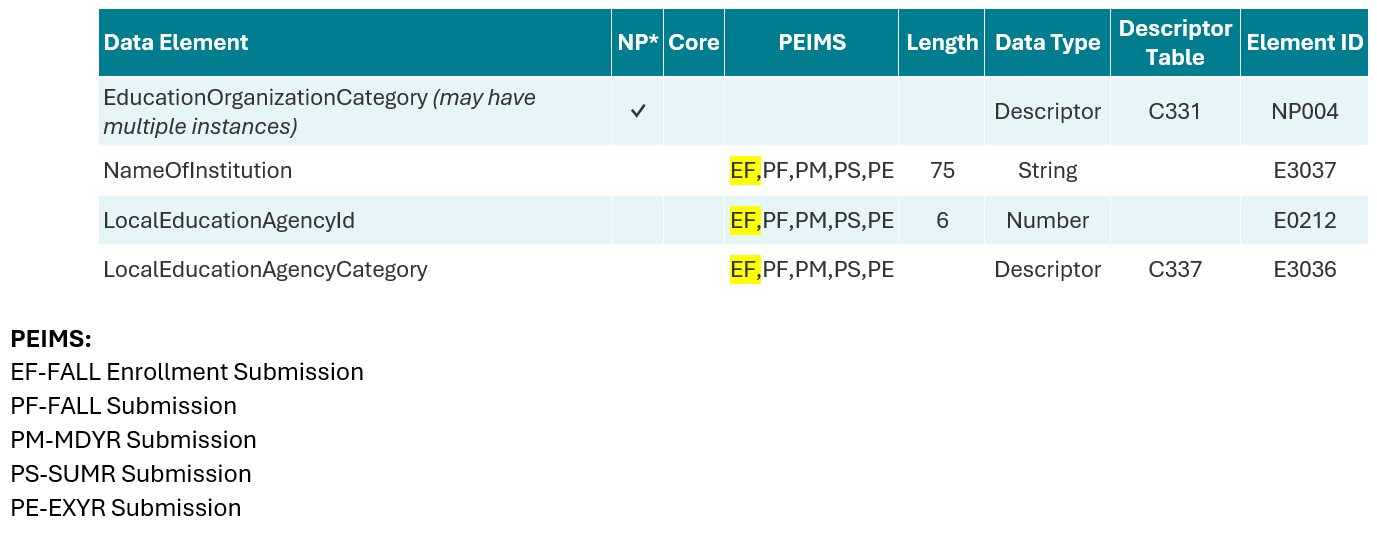 Data Element NP* Core PEIMS Length Data Type Descriptor Table Element ID
EducationOrganizationCategory (may have
multiple instances) ✓ Descriptor C331 NP004
NameOfInstitution EF,PF,PM,PS,PE 75 String E3037
LocalEducationAgencyId EF,PF,PM,PS,PE 6 Number E0212
LocalEducationAgencyCategory EF,PF,PM,PS,PE Descriptor C337 E3036
PEIMS:
EF-FALL Enrollment Submission
PF-FALL Submission
PM-MDYR Submission
PS-SUMR Submission
PE-EXYR Submission